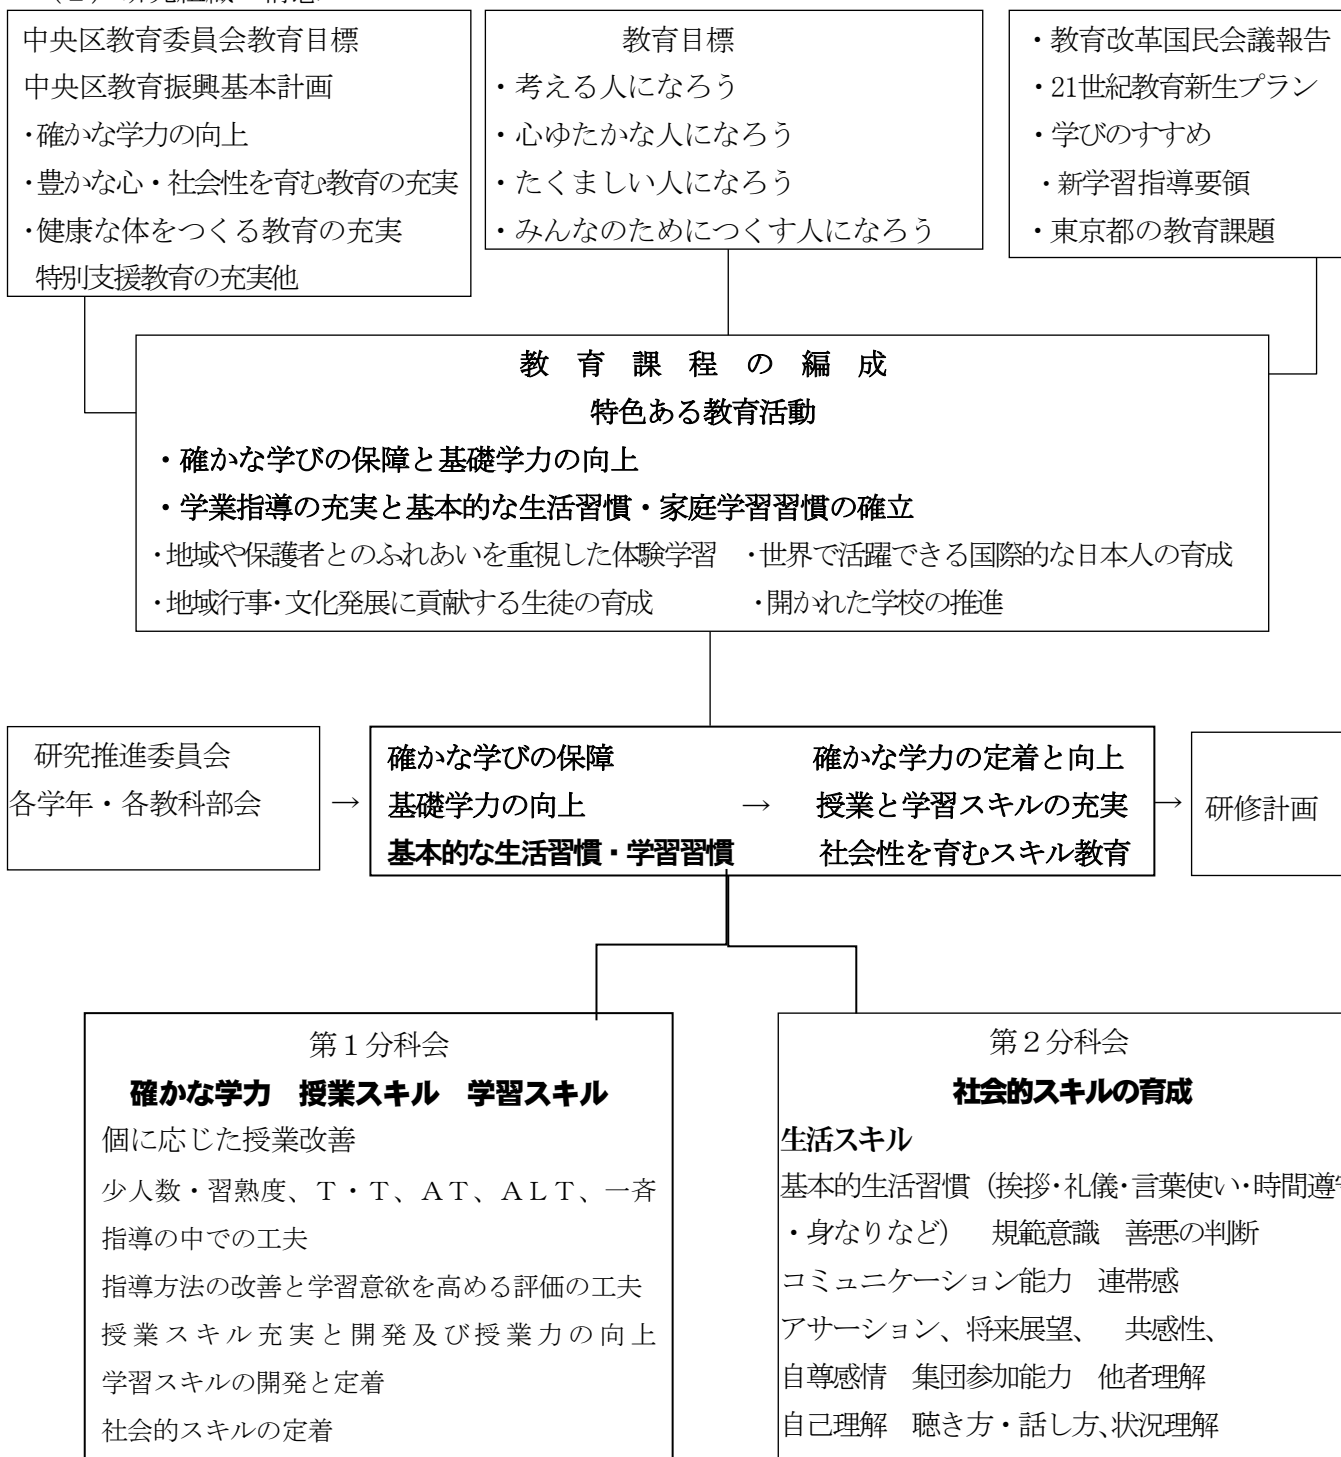 中央区教育委員会教育目標
中央区教育振興基本計画
・確かな学力の向上
・豊かな心・社会性を育む教育の充実
・健康な体をつくる教育の充実
特別支援教育の充実他
教育目標
・考える人になろう
・心ゆたかな人になろう
・たくましい人になろう
・みんなのためにつくす人になろう
・教育改革国民会議報告
・21世紀教育新生プラン
・学びのすすめ
・新学習指導要領
・東京都の教育課題
教 育 課 程 の 編 成
特色ある教育活動
・確かな学びの保障と基礎学力の向上
・学業指導の充実と基本的な生活習慣・家庭学習習慣の確立
・地域や保護者とのふれあいを重視した体験学習 ・世界で活躍できる国際的な日本人の育成
・地域行事・文化発展に貢献する生徒の育成 ・開かれた学校の推進
研究推進委員会
各学年・各教科部会
→
確かな学びの保障 確かな学力の定着と向上
基礎学力の向上 → 授業と学習スキルの充実
基本的な生活習慣・学習習慣 社会性を育むスキル教育
→
研修計画
第1分科会
確かな学力 授業スキル 学習スキル
個に応じた授業改善
少人数・習熟度、T・T、AT、ALT、一斉
指導の中での工夫
指導方法の改善と学習意欲を高める評価の工夫
授業スキル充実と開発及び授業力の向上
学習スキルの開発と定着
社会的スキルの定着
第2分科会
社会的スキルの育成
生活スキル
基本的生活習慣(挨拶・礼儀・言葉使い・時間遵守
・身なりなど) 規範意識 善悪の判断
コミュニケーション能力 連帯感
アサーション、将来展望、 共感性、
自尊感情 集団参加能力 他者理解
自己理解 聴き方・話し方、状況理解